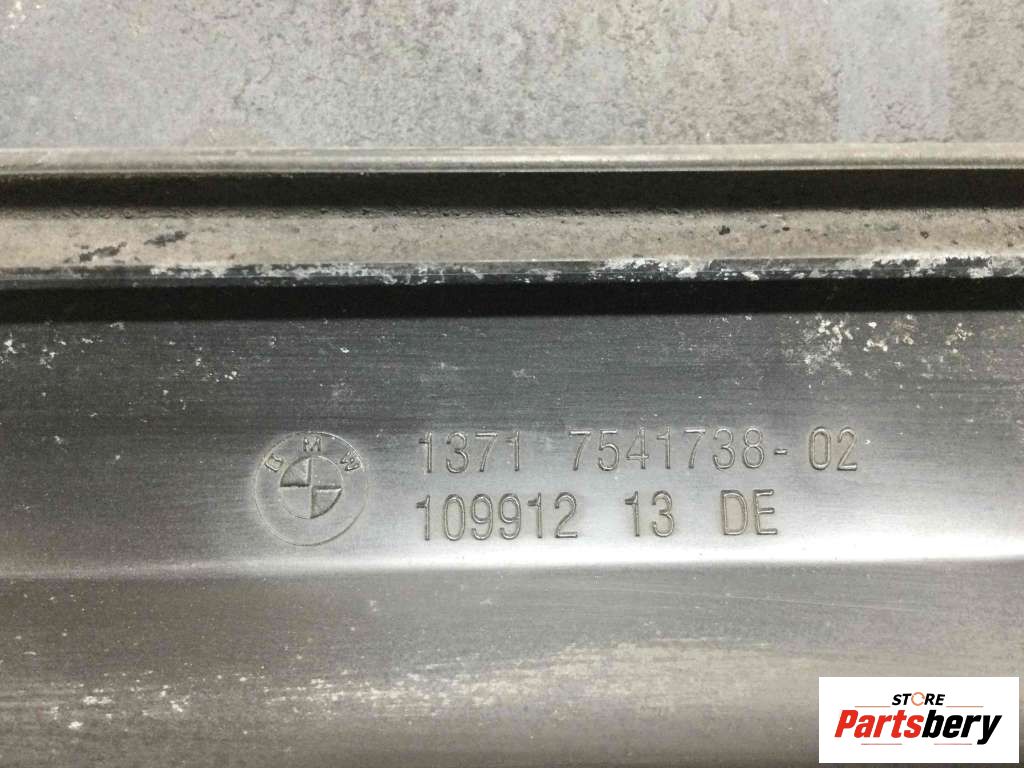 BMW
1371 7541738-02
109912 13 DE
STORE
Partsbery